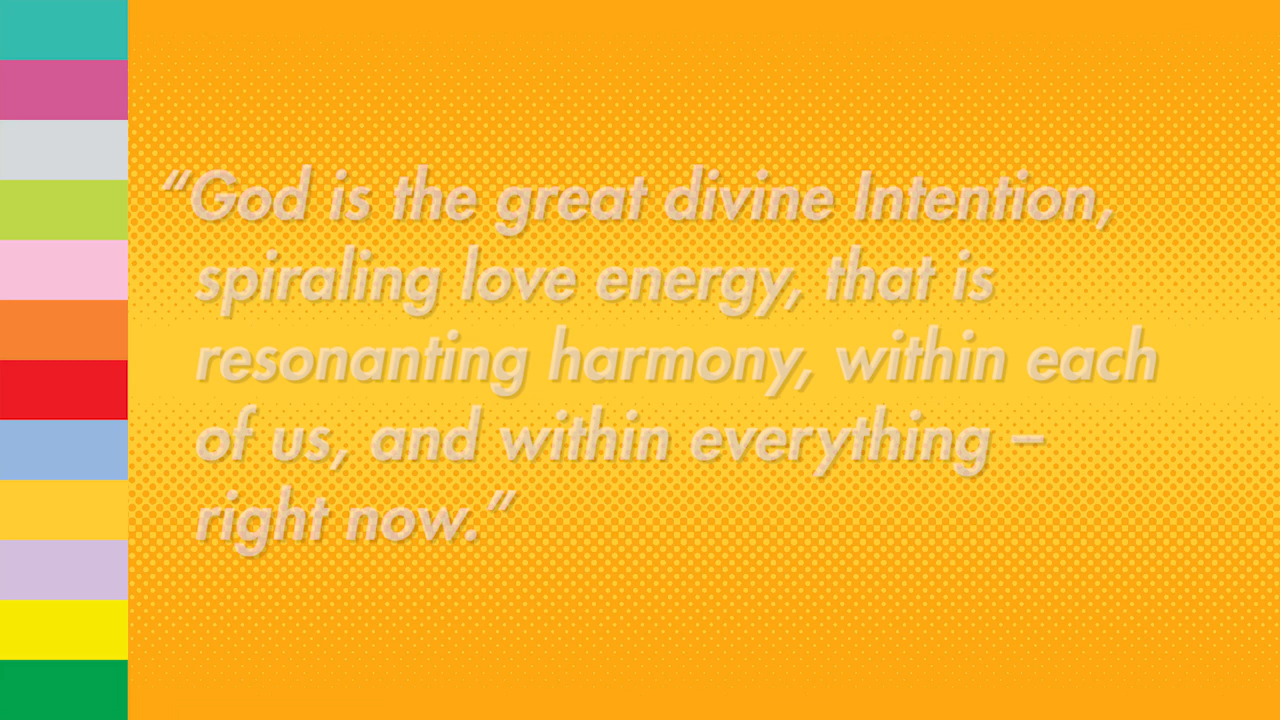 “God is the great divine Intention,
spiraling love energy, that is
resonanting harmony, within each
of us, and within everything –
right now.”